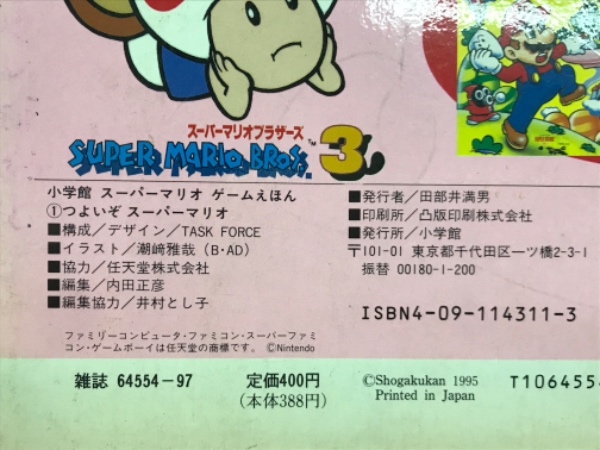 スーパーマリオブラザーズ
SUPER MARIO BROS. 3 ™
小学館 スーパーマリオ ゲームえほん
①つよいぞ スーパーマリオ
■構成/デザイン/TASK FORCE
■イラスト/潮﨑雅哉(B・AD)
■協力/任天堂株式会社
■編集/内田正彦
■編集協力/井村とし子
ファミリーコンピュータ・ファミコン・スーパーファミ
コン・ゲームボーイは任天堂の商標です。 ©Nintendo
■発行者/田部井満男
■印刷所/凸版印刷株式会社
■発行所/小学館
〒101-01 東京都千代田区一ツ橋2-3-1
振替 00180-1-200
ISBN4-09-114311-3
雑誌 64554-97
定価400円
(本体388円)
©Shogakukan 1995
Printed in Japan
T1064554